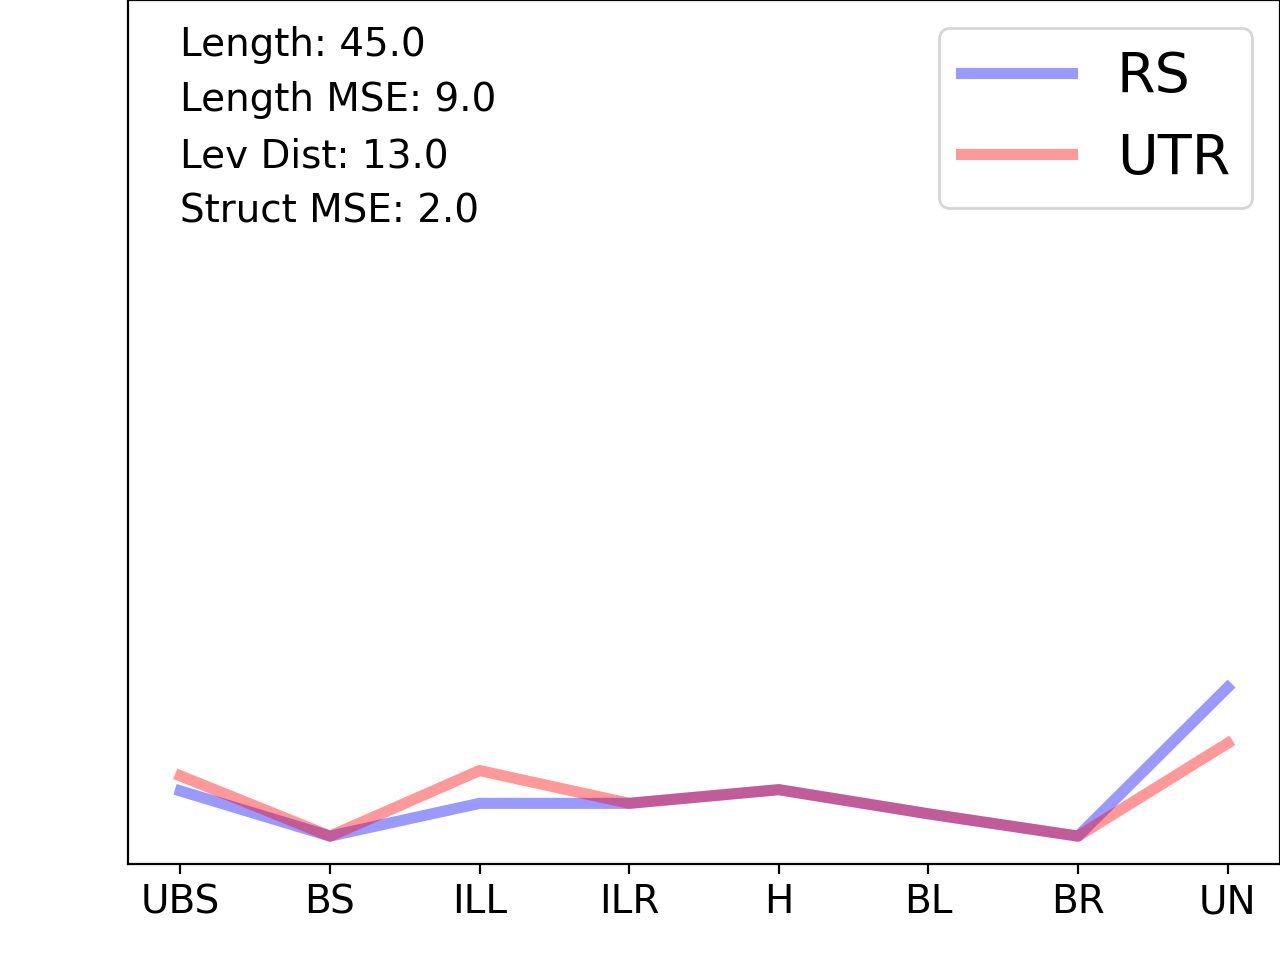 Length: 45.0
Length MSE: 9.0
Lev Dist: 13.0
Struct MSE: 2.0
RS
UTR
UBS BS ILL ILR H BL BR UN